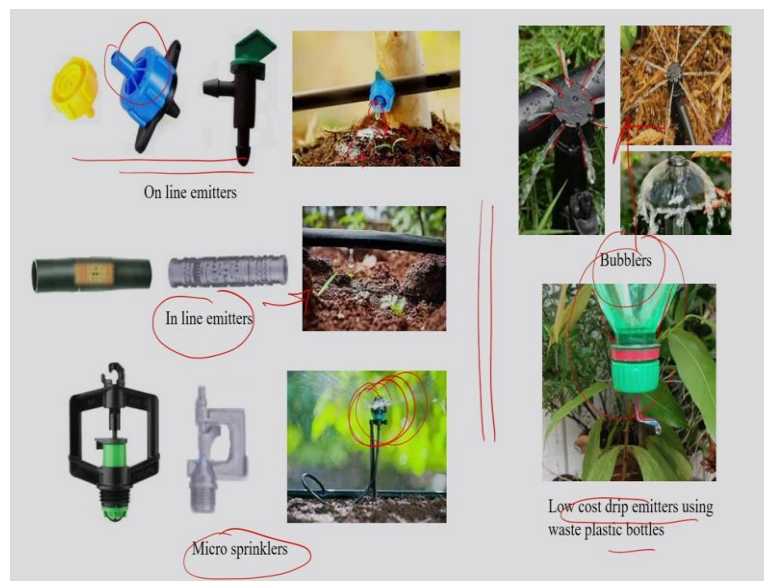 On line emitters
Bubblers
In line emitters
Low cost drip emitters using
waste plastic bottles
Micro sprinklers